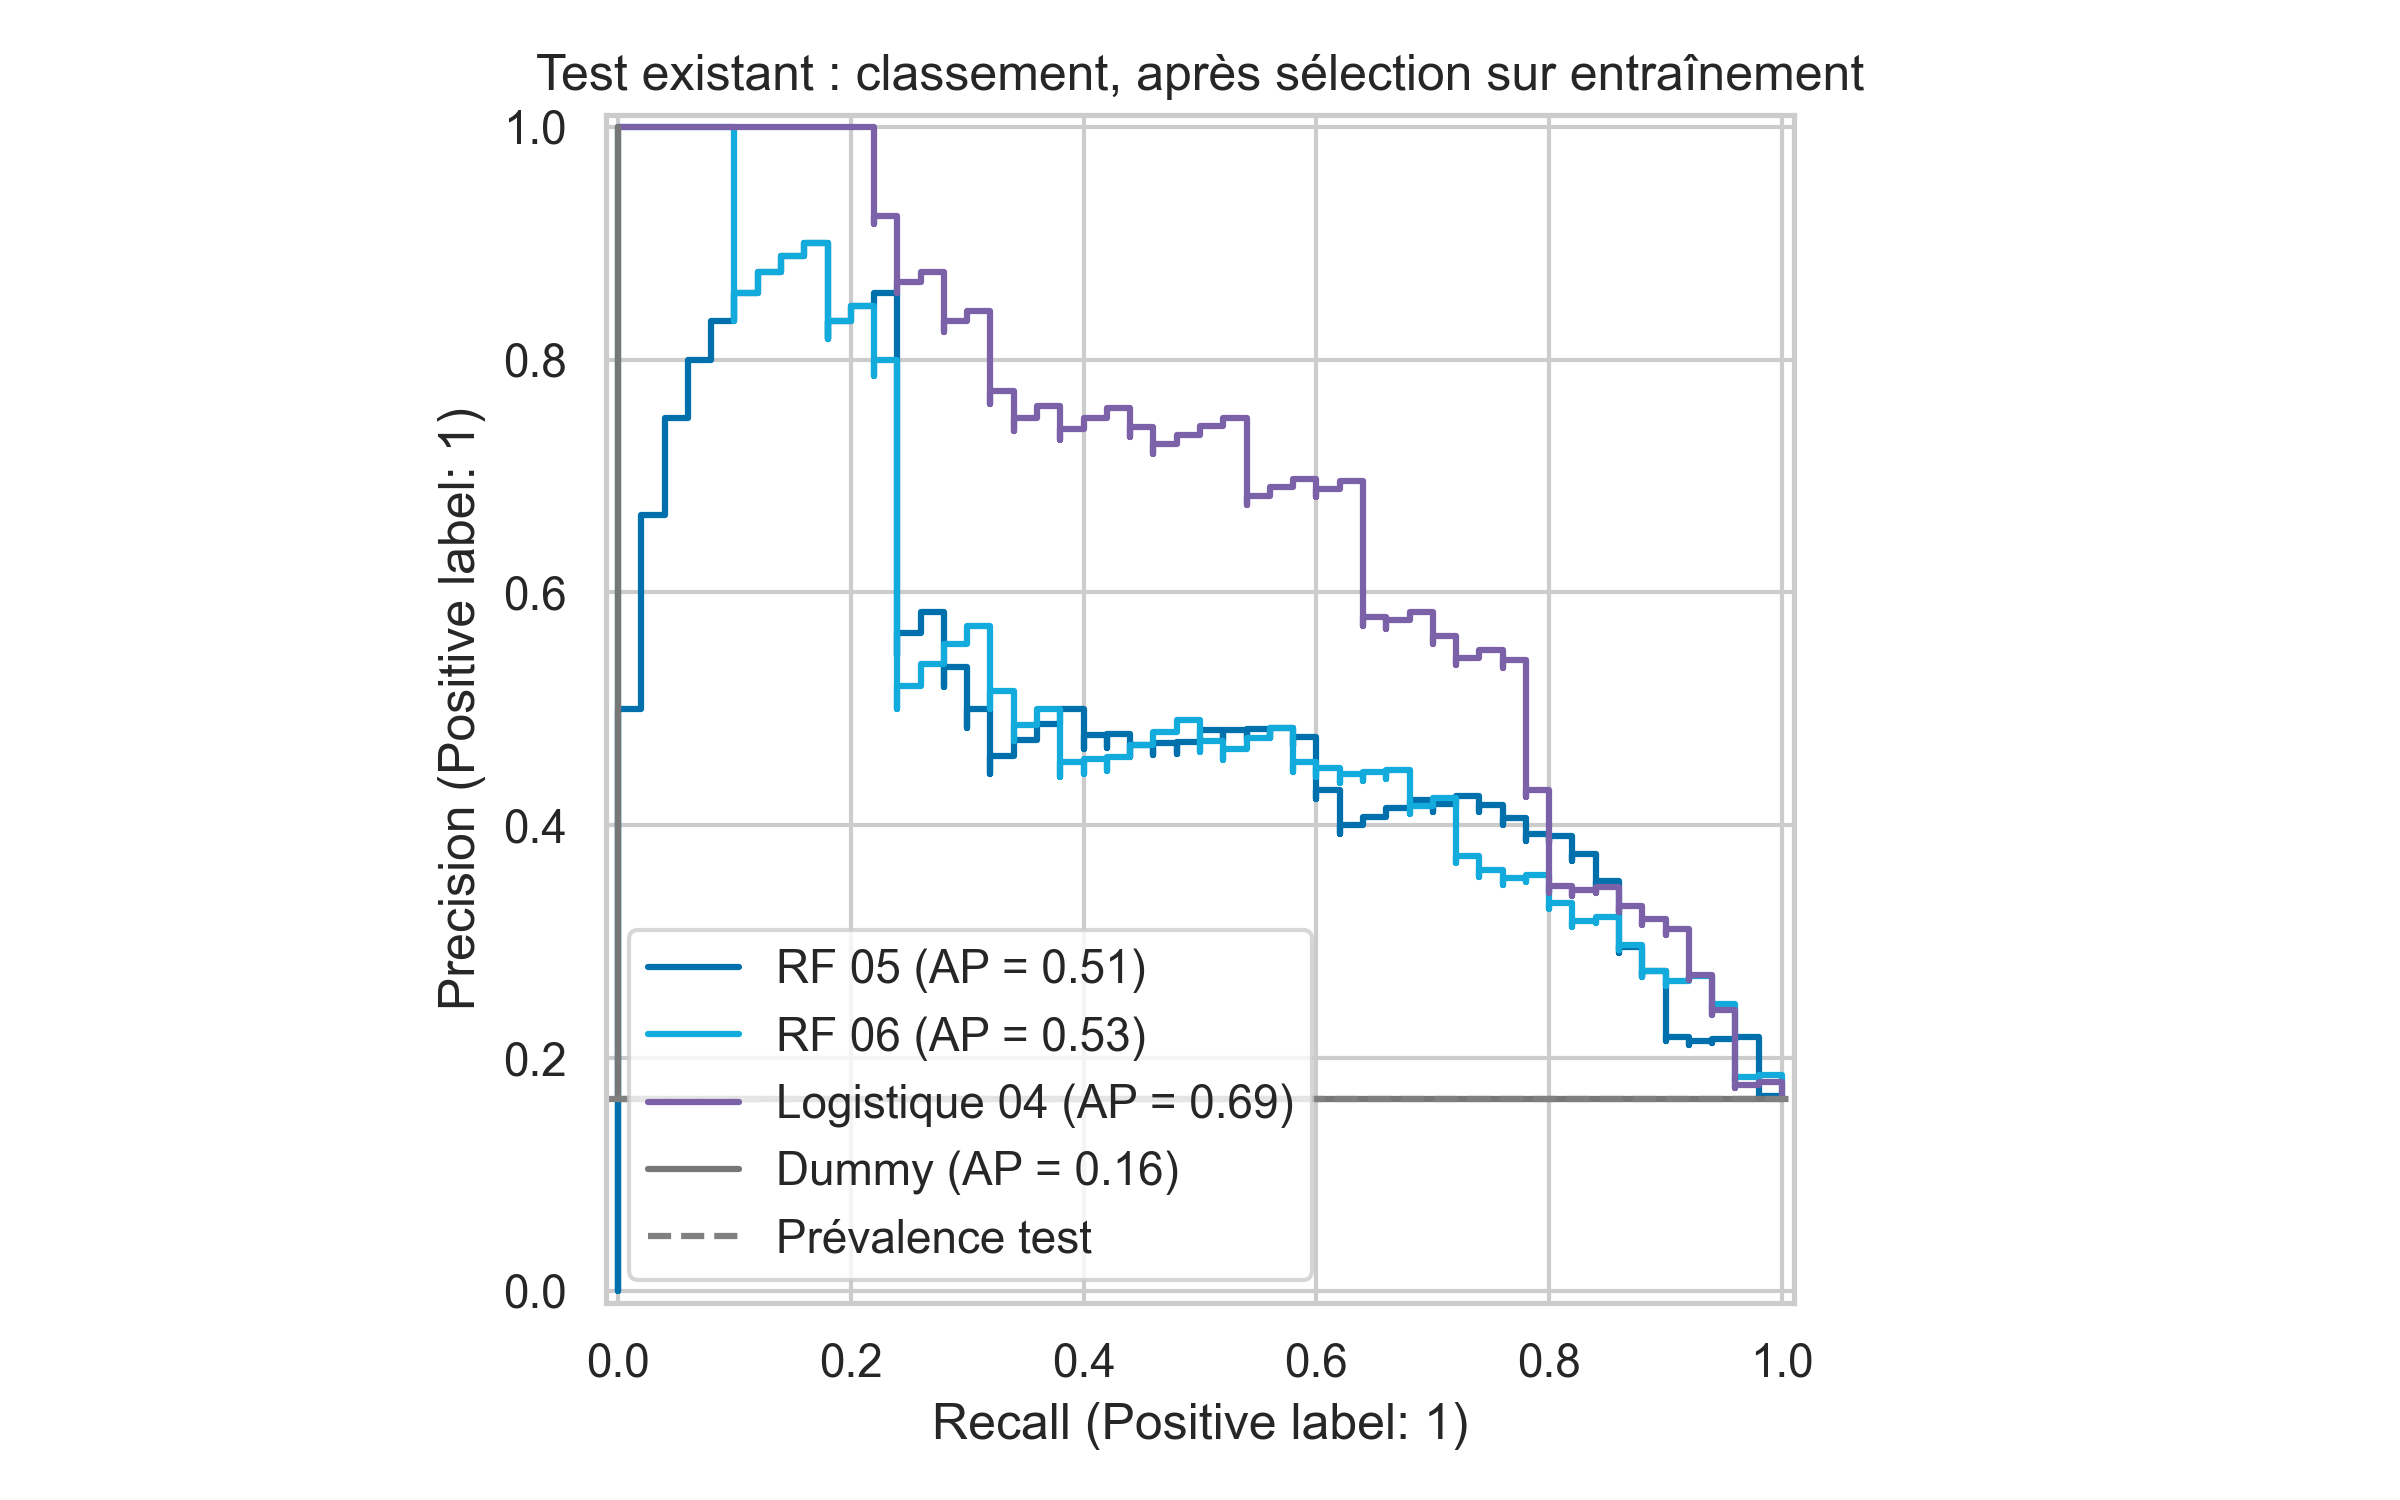 Test existant : classement, après sélection sur entraînement
1.0
0.8
0.6
0.4
0.2
0.0
Precision (Positive label: 1)
RF 05 (AP = 0.51)
RF 06 (AP = 0.53)
Logistique 04 (AP = 0.69)
Dummy (AP = 0.16)
Prévalence test
0.0 0.2 0.4 0.6 0.8 1.0
Recall (Positive label: 1)